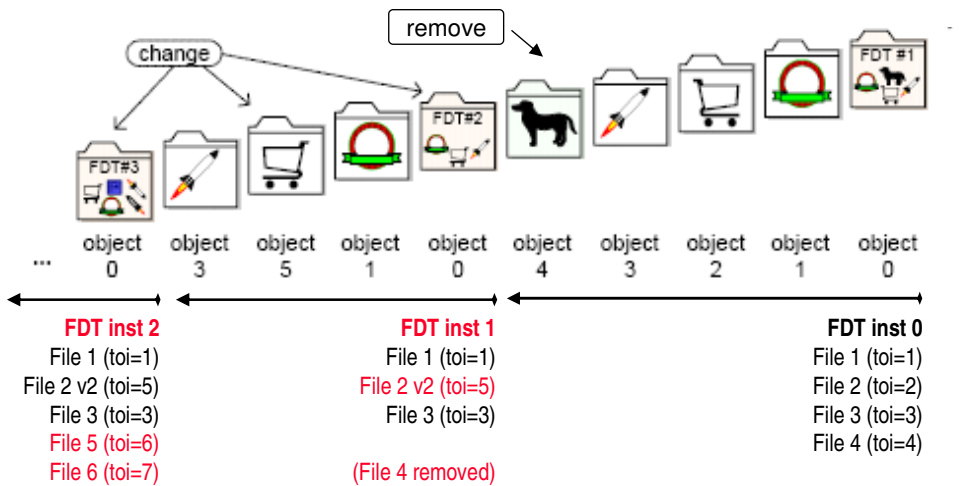 remove
change
FDT #1
FDT#2
FDT#3
... object 0 object 3 object 5 object 1 object 0 object 4 object 3 object 2 object 1 object 0
FDT inst 2
File 1 (toi=1)
File 2 v2 (toi=5)
File 3 (toi=3)
File 5 (toi=6)
File 6 (toi=7)
FDT inst 1
File 1 (toi=1)
File 2 v2 (toi=5)
File 3 (toi=3)
(File 4 removed)
FDT inst 0
File 1 (toi=1)
File 2 (toi=2)
File 3 (toi=3)
File 4 (toi=4)